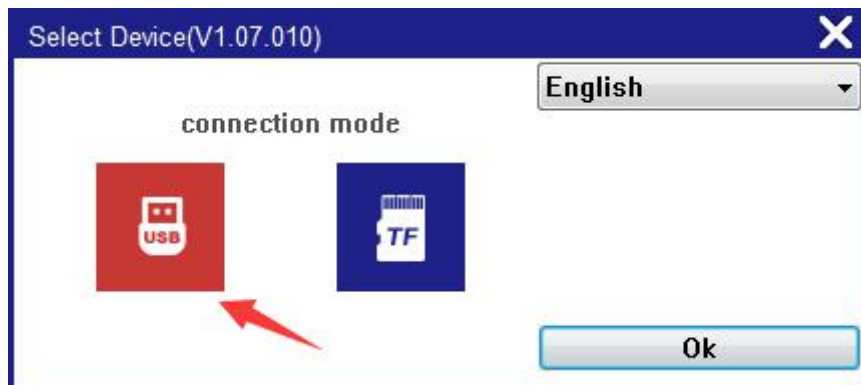 Select Device(V1.07.010)
English
connection mode
USB
TF
Ok